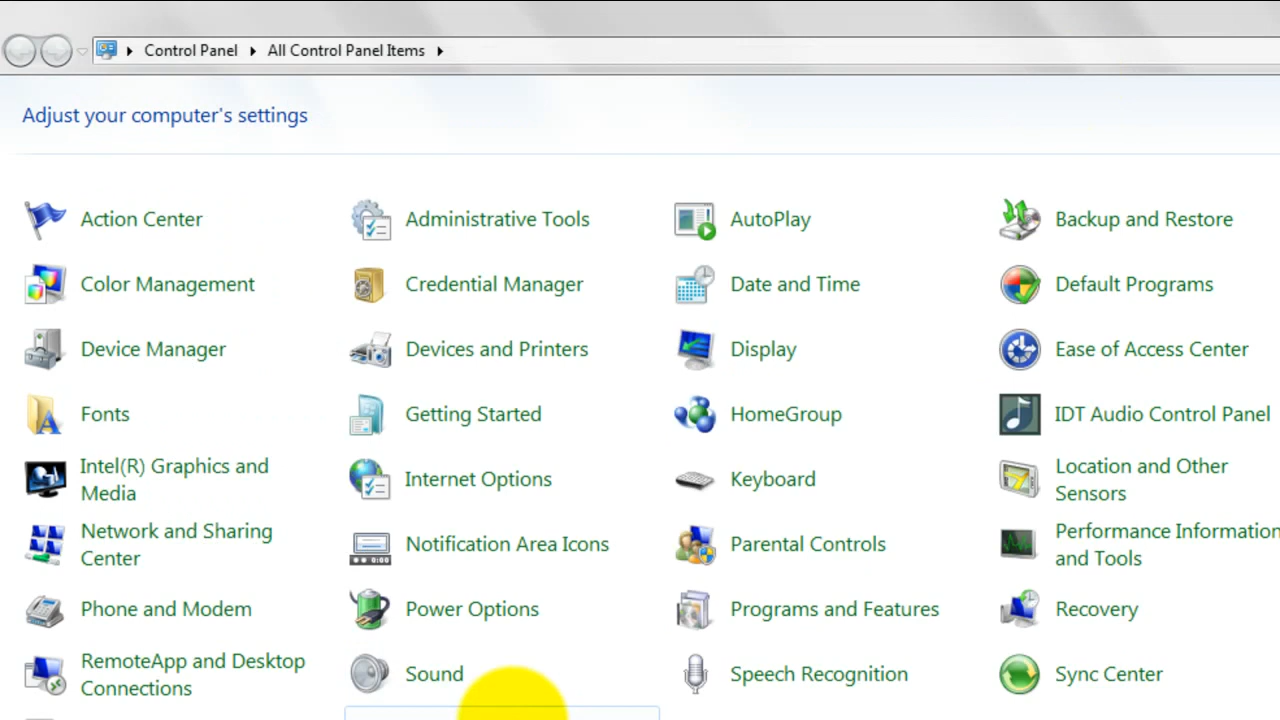 Control Panel All Control Panel Items
Adjust your computer's settings
Action Center Administrative Tools AutoPlay Backup and Restore
Color Management Credential Manager Date and Time Default Programs
Device Manager Devices and Printers Display Ease of Access Center
Fonts Getting Started HomeGroup IDT Audio Control Panel
Intel(R) Graphics and
Media
Internet Options Keyboard
Location and Other
Sensors
Network and Sharing
Center
Notification Area Icons Parental Controls
Performance Information
and Tools
Phone and Modem Power Options Programs and Features Recovery
RemoteApp and Desktop
Connections
Sound Speech Recognition Sync Center